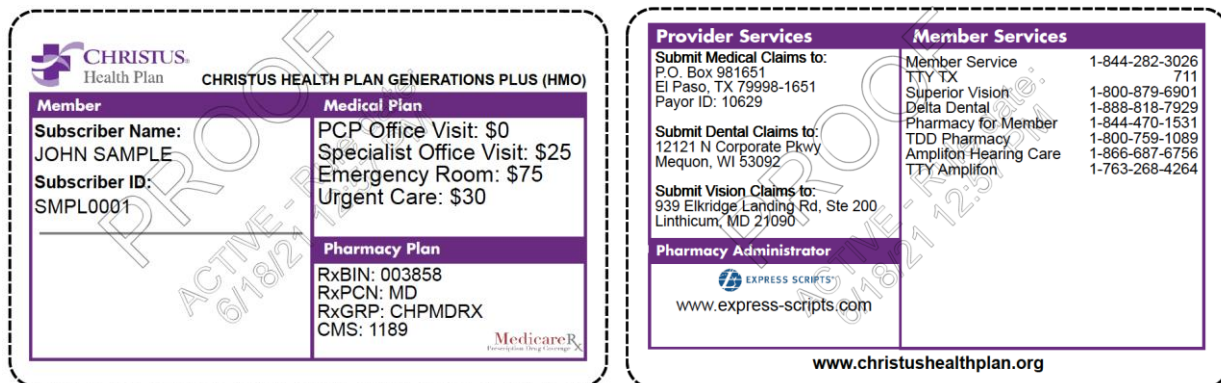 CHRISTUS®
Health Plan
CHRISTUS HEALTH PLAN GENERATIONS PLUS (HMO)
Member
Subscriber Name:
JOHN SAMPLE
Subscriber ID:
SMPL0001
Medical Plan
PCP Office Visit: $0
Specialist Office Visit: $25
Emergency Room: $75
Urgent Care: $30
Pharmacy Plan
RxBIN: 003858
RxPCN: MD
RxGRP: CHPMDRX
CMS: 1189
MedicareRx
Prescription Drug Coverage
PROOF
ACTIVE - Date:
6/18/21 12:57 PM
Provider Services
Submit Medical Claims to:
P.O. Box 981651
El Paso, TX 79998-1651
Payor ID: 10629
Submit Dental Claims to:
12121 N Corporate Pkwy
Mequon, WI 53092
Submit Vision Claims to:
939 Elkridge Landing Rd, Ste 200
Linthicum, MD 21090
Pharmacy Administrator
EXPRESS SCRIPTS®
www.express-scripts.com
Member Services
Member Service 1-844-282-3026
TTY TX 711
Superior Vision 1-800-879-6901
Delta Dental 1-888-818-7929
Pharmacy for Member 1-844-470-1531
TDD Pharmacy 1-800-759-1089
Amplifon Hearing Care 1-866-687-6756
TTY Amplifon 1-763-268-4264
PROOF
ACTIVE - Date:
6/18/21 12:57 PM
www.christushealthplan.org